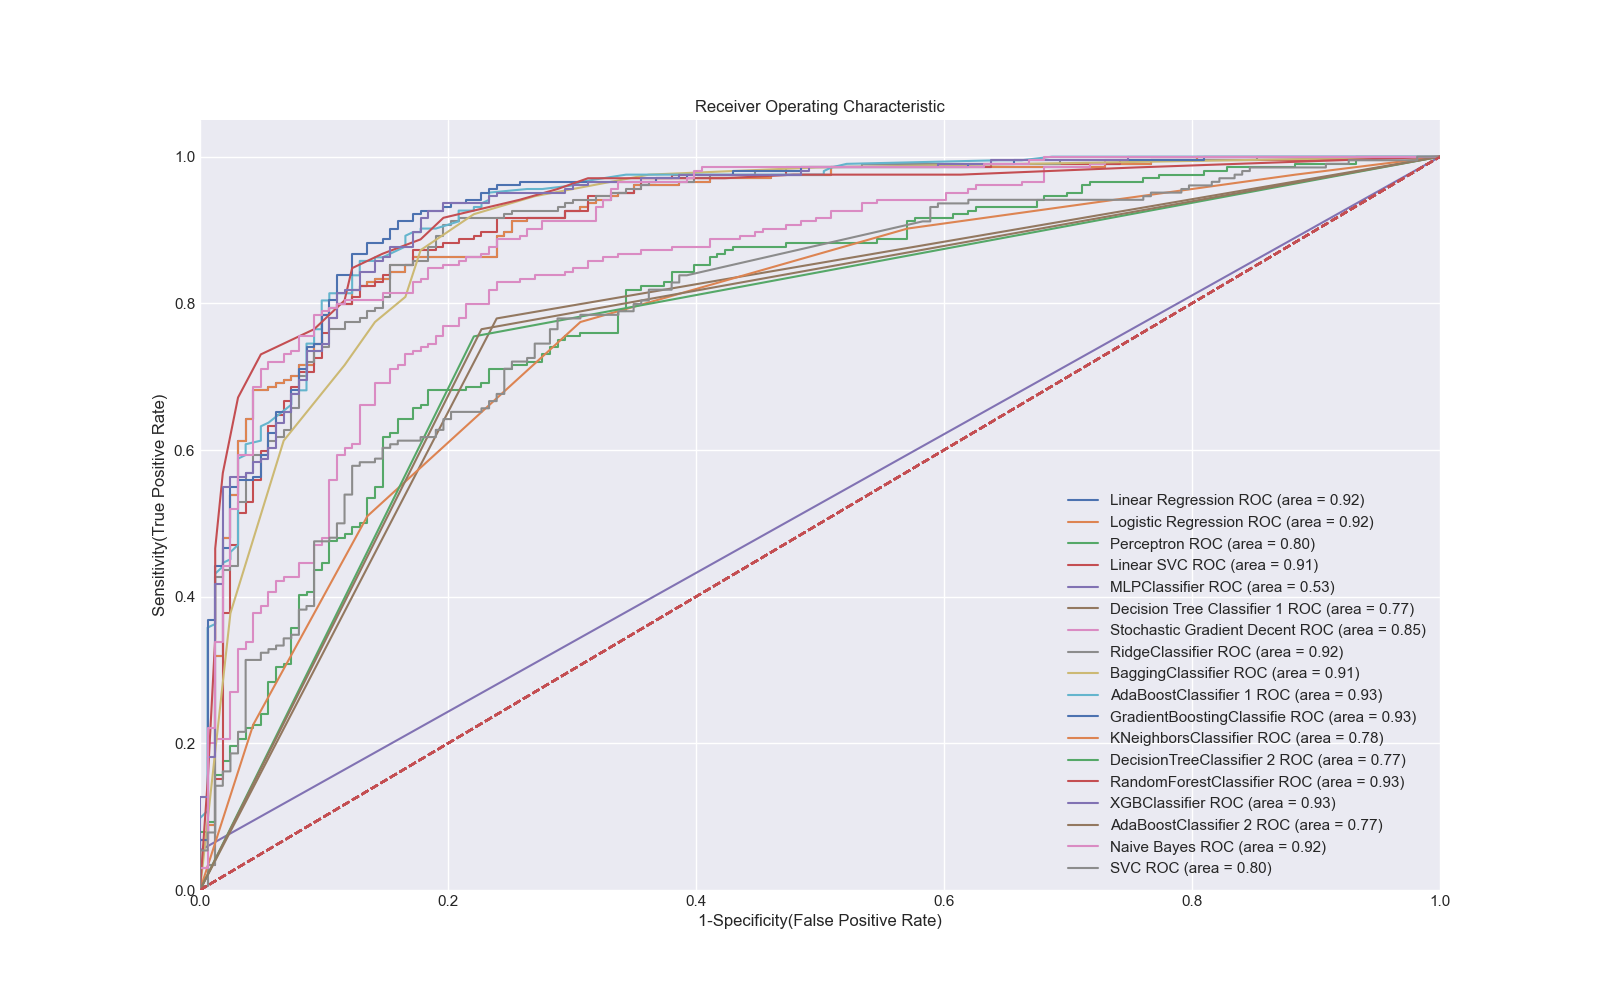 Receiver Operating Characteristic
1.0
0.8
0.6
0.4
0.2
0.0
Sensitivity(True Positive Rate)
Linear Regression ROC (area = 0.92)
Logistic Regression ROC (area = 0.92)
Perceptron ROC (area = 0.80)
Linear SVC ROC (area = 0.91)
MLPClassifier ROC (area = 0.53)
Decision Tree Classifier 1 ROC (area = 0.77)
Stochastic Gradient Decent ROC (area = 0.85)
RidgeClassifier ROC (area = 0.92)
BaggingClassifier ROC (area = 0.91)
AdaBoostClassifier 1 ROC (area = 0.93)
GradientBoostingClassifie ROC (area = 0.93)
KNeighborsClassifier ROC (area = 0.78)
DecisionTreeClassifier 2 ROC (area = 0.77)
RandomForestClassifier ROC (area = 0.93)
XGBClassifier ROC (area = 0.93)
AdaBoostClassifier 2 ROC (area = 0.77)
Naive Bayes ROC (area = 0.92)
SVC ROC (area = 0.80)
0.0 0.2 0.4 0.6 0.8 1.0
1-Specificity(False Positive Rate)